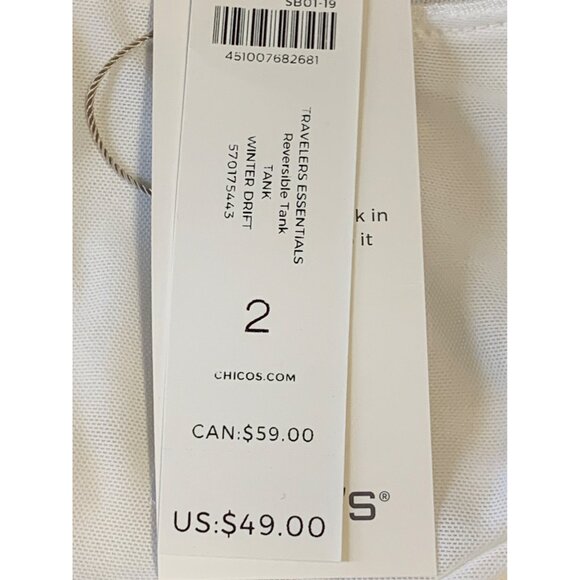 SB01-19
451007682681
TRAVELERS ESSENTIALS
Reversible Tank
TANK
WINTER DRIFT
570175443
k in
it
2
CHICOS.COM
CAN:$59.00
'S®
US:$49.00